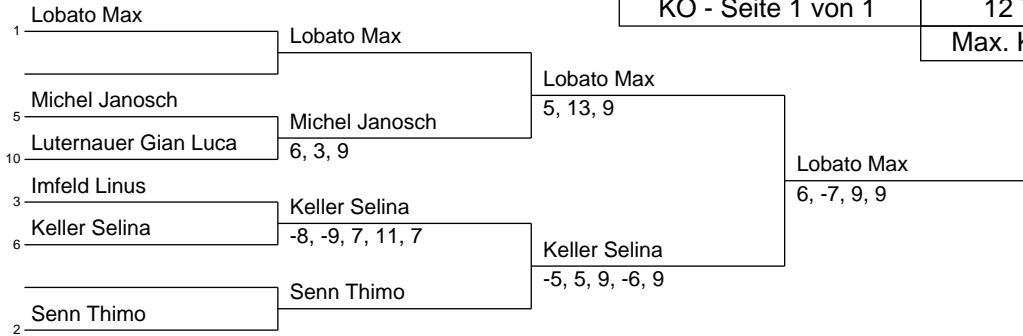 KO - Seite 1 von 1
12
Max.
1 Lobato Max
Lobato Max
Lobato Max
5, 13, 9
5 Michel Janosch
Michel Janosch
6, 3, 9
10 Luternauer Gian Luca
Lobato Max
6, -7, 9, 9
3 Imfeld Linus
Keller Selina
-8, -9, 7, 11, 7
6 Keller Selina
Keller Selina
-5, 5, 9, -6, 9
Senn Thimo
2 Senn Thimo